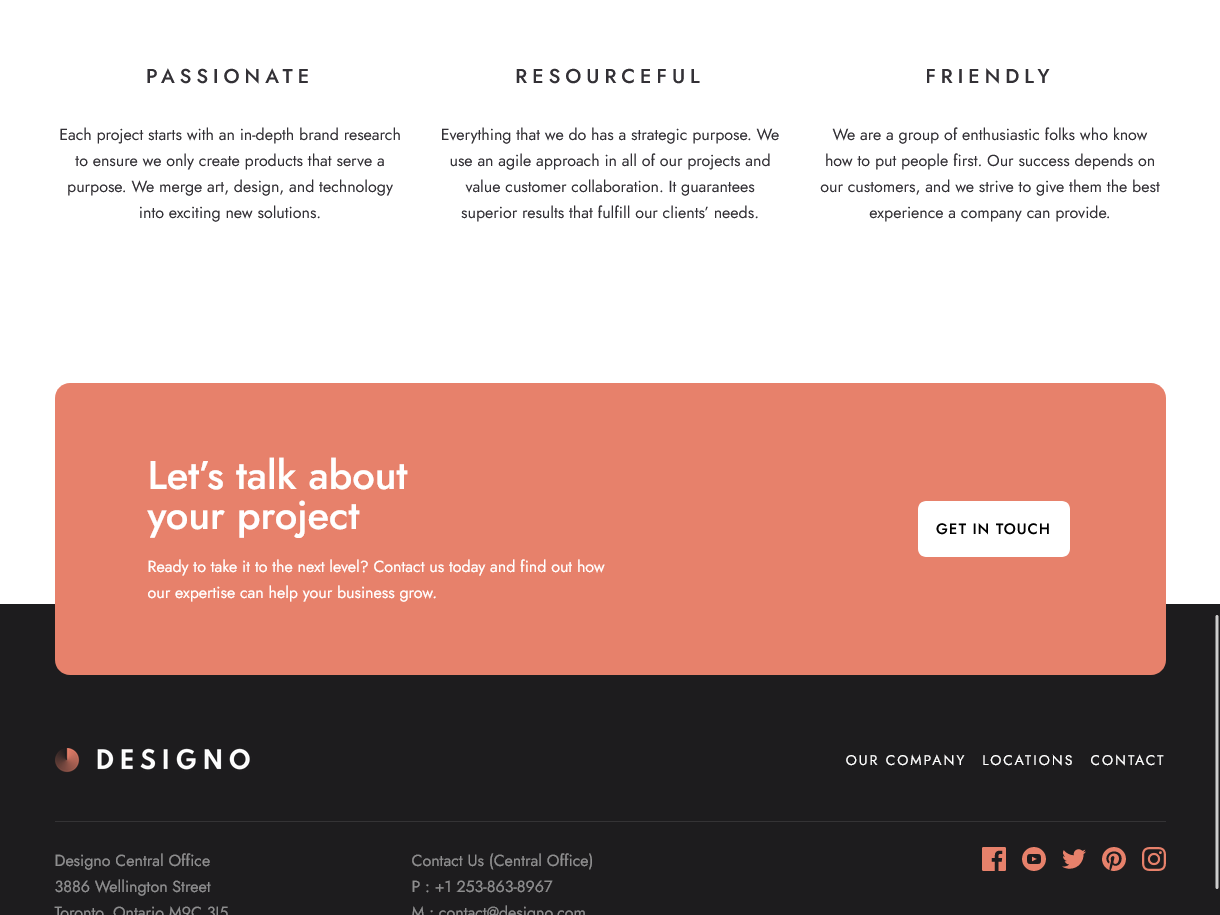 PASSIONATE
Each project starts with an in-depth brand research
to ensure we only create products that serve a
purpose. We merge art, design, and technology
into exciting new solutions.
RESOURCEFUL
Everything that we do has a strategic purpose. We
use an agile approach in all of our projects and
value customer collaboration. It guarantees
superior results that fulfill our clients’ needs.
FRIENDLY
We are a group of enthusiastic folks who know
how to put people first. Our success depends on
our customers, and we strive to give them the best
experience a company can provide.
Let’s talk about
your project
Ready to take it to the next level? Contact us today and find out how
our expertise can help your business grow.
GET IN TOUCH
DESIGNO
OUR COMPANY LOCATIONS CONTACT
Designo Central Office
3886 Wellington Street
Toronto, Ontario M9C 3J5
Contact Us (Central Office)
P : +1 253-863-8967
M : contact@designo.com